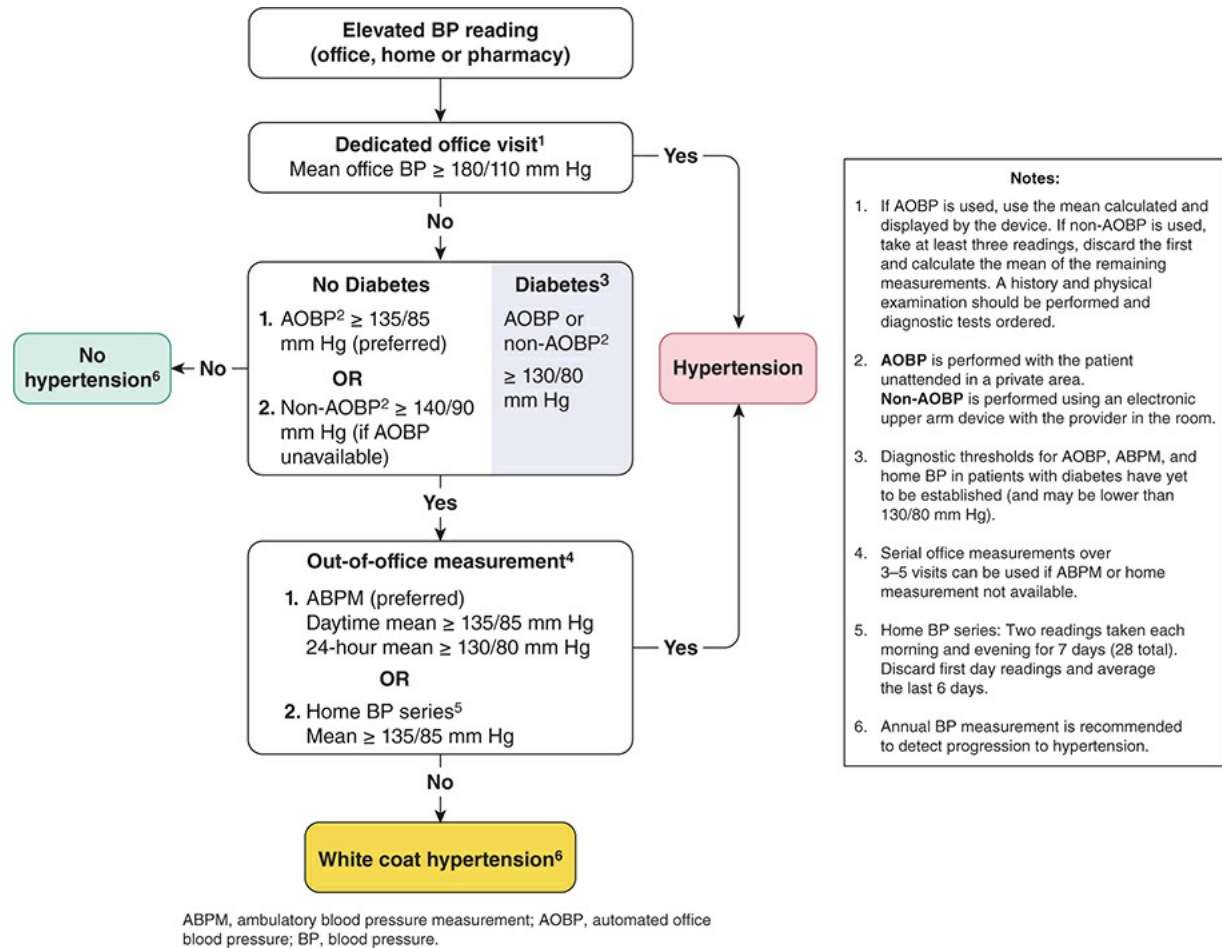 Elevated BP reading
(office, home or pharmacy)
Dedicated office visit1
Mean office BP ≥ 180/110 mm Hg
Yes
No
No Diabetes
1. AOBP2 ≥ 135/85
mm Hg (preferred)
OR
2. Non-AOBP2 ≥ 140/90
mm Hg (if AOBP
unavailable)
Diabetes3
AOBP or
non-AOBP2
≥ 130/80
mm Hg
No
No
hypertension6
Hypertension
Yes
Out-of-office measurement4
1. ABPM (preferred)
Daytime mean ≥ 135/85 mm Hg
24-hour mean ≥ 130/80 mm Hg
OR
2. Home BP series5
Mean ≥ 135/85 mm Hg
Yes
No
White coat hypertension6
ABPM, ambulatory blood pressure measurement; AOBP, automated office
blood pressure; BP, blood pressure.
Notes:
1. If AOBP is used, use the mean calculated and
displayed by the device. If non-AOBP is used,
take at least three readings, discard the first
and calculate the mean of the remaining
measurements. A history and physical
examination should be performed and
diagnostic tests ordered.
2. AOBP is performed with the patient
unattended in a private area.
Non-AOBP is performed using an electronic
upper arm device with the provider in the room.
3. Diagnostic thresholds for AOBP, ABPM, and
home BP in patients with diabetes have yet
to be established (and may be lower than
130/80 mm Hg).
4. Serial office measurements over
3–5 visits can be used if ABPM or home
measurement not available.
5. Home BP series: Two readings taken each
morning and evening for 7 days (28 total).
Discard first day readings and average
the last 6 days.
6. Annual BP measurement is recommended
to detect progression to hypertension.